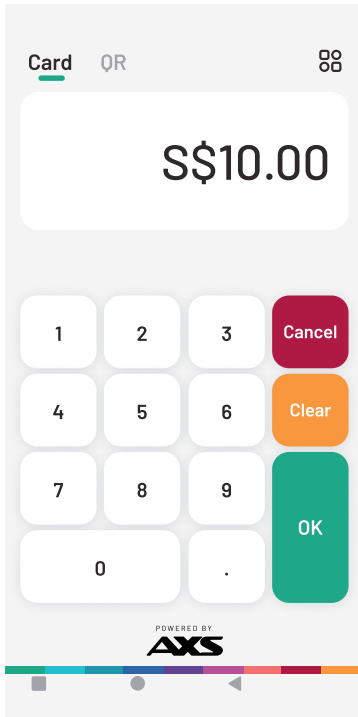 Card QR
S$10.00
1 2 3 Cancel
4 5 6 Clear
7 8 9
OK
0 .
POWERED BY
AXS